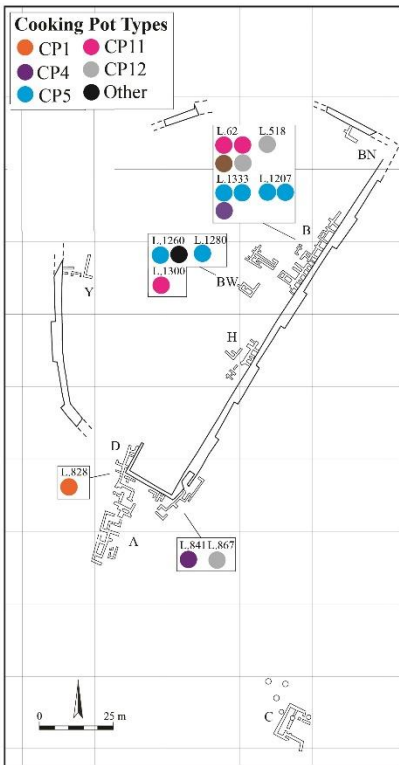 Cooking Pot Types
CP1 CP11
CP4 CP12
CP5 Other
L.62 L.518
BN
L.1333 L.1207
B
L.1260 L.1280
L.1300
BW
Y
H
D
L.828
A
L.841 L.867
C
0 25 m